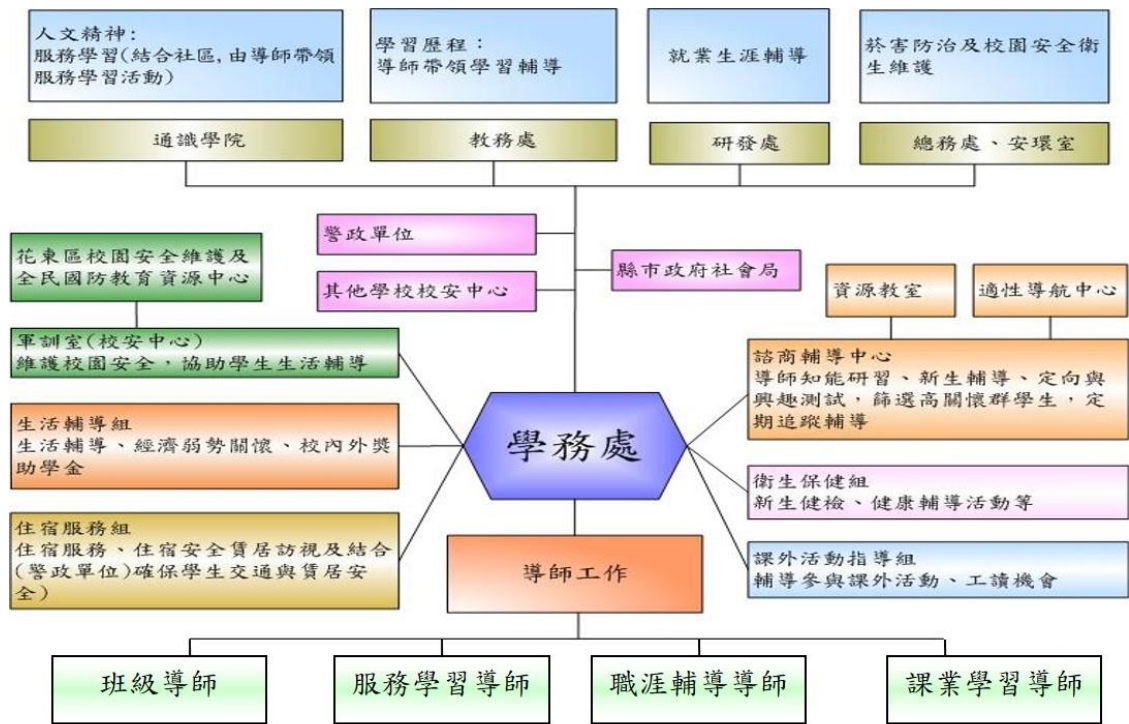 人文精神:
服務學習(結合社區,由導師帶領
服務學習活動)
學習歷程：
導師帶領學習輔導
就業生涯輔導
菸害防治及校園安全衛
生維護
通識學院
教務處
研發處
總務處、安環室
警政單位
其他學校校安中心
縣市政府社會局
花東區校園安全維護及
全民國防教育資源中心
軍訓室(校安中心)
維護校園安全，協助學生生活輔導
生活輔導組
生活輔導、經濟弱勢關懷、校內外獎
助學金
住宿服務組
住宿服務、住宿安全賃居訪視及結合
(警政單位)確保學生交通與賃居安
全)
學務處
資源教室
適性導航中心
諮商輔導中心
導師知能研習、新生輔導、定向與
興趣測試，篩選高關懷群學生，定
期追蹤輔導
衛生保健組
新生健檢、健康輔導活動等
課外活動指導組
輔導參與課外活動、工讀機會
導師工作
班級導師
服務學習導師
職涯輔導導師
課業學習導師